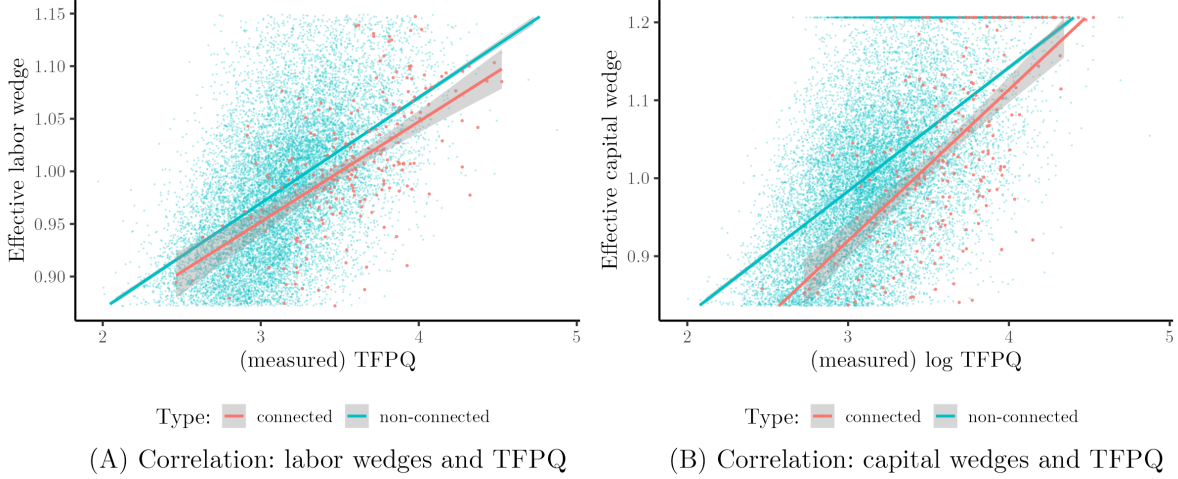 1.15
1.10
1.05
1.00
0.95
0.90
Effective labor wedge
2 3 4 5
(measured) TFPQ
Type: connected non-connected
(A) Correlation: labor wedges and TFPQ
1.2
1.1
1.0
0.9
Effective capital wedge
2 3 4 5
(measured) log TFPQ
Type: connected non-connected
(B) Correlation: capital wedges and TFPQ